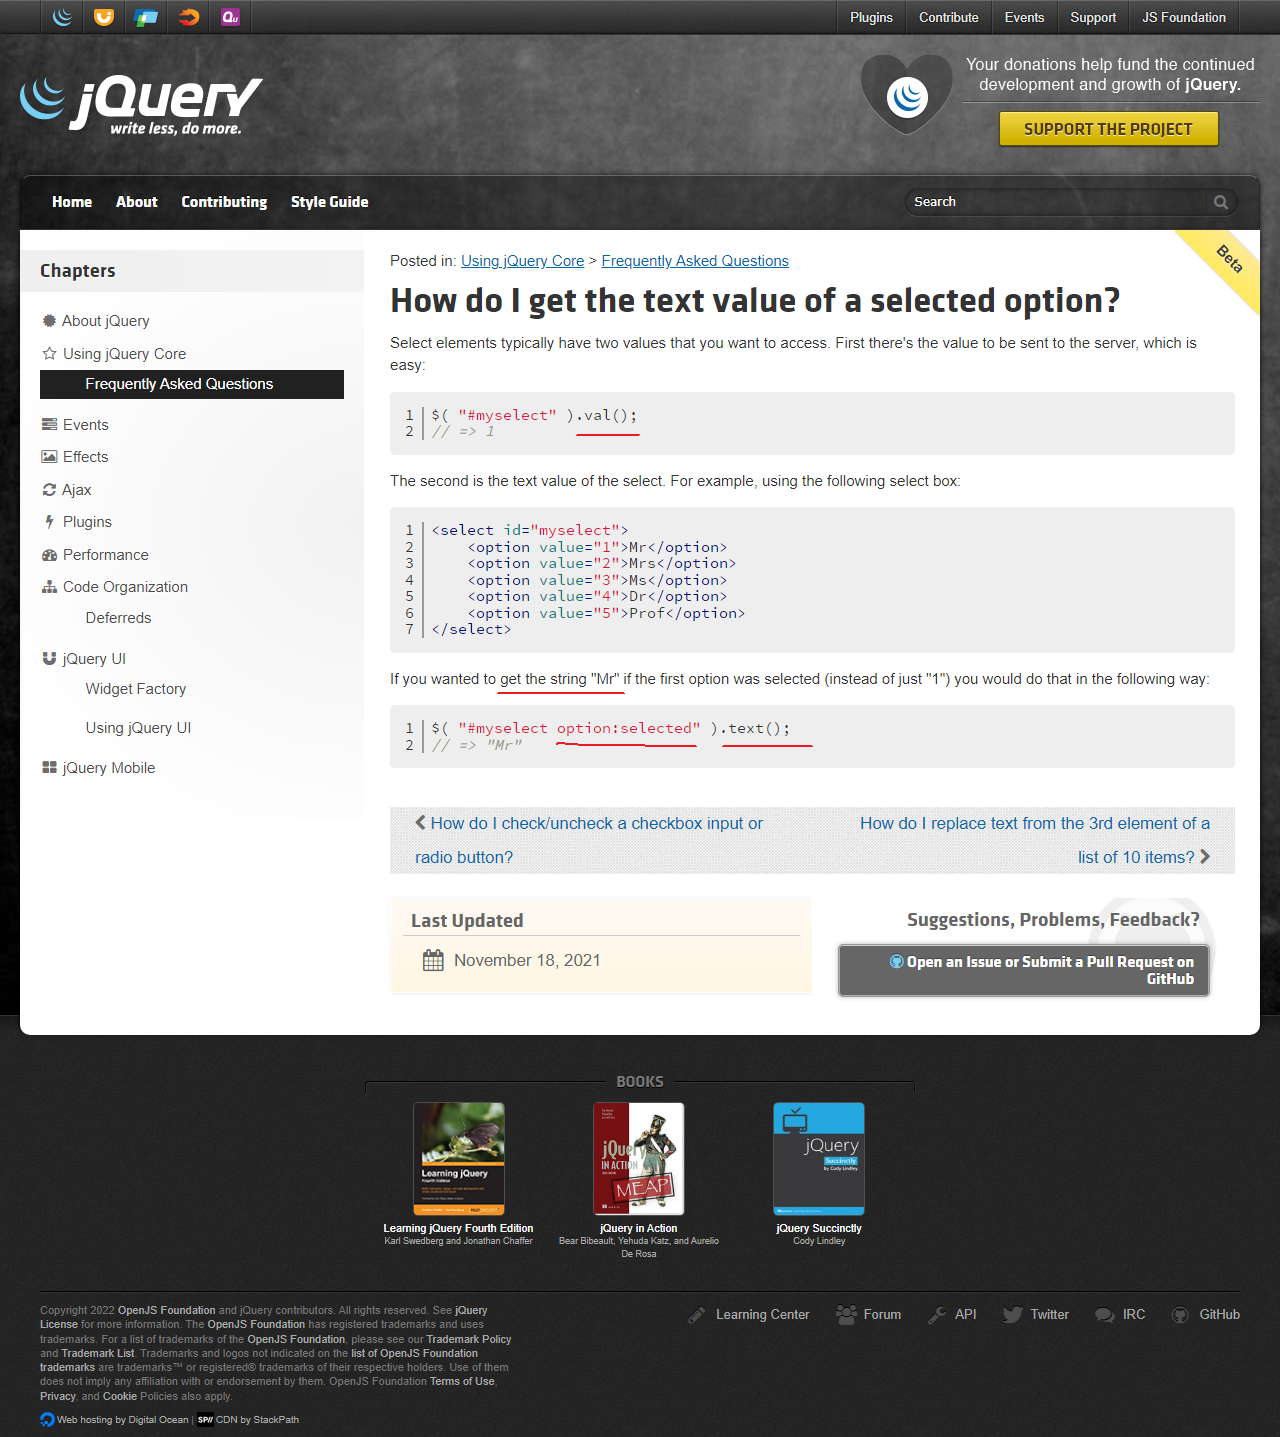 Plugins Contribute Events Support JS Foundation
jQuery
write less, do more.
Your donations help fund the continued
development and growth of jQuery.
SUPPORT THE PROJECT
Home About Contributing Style Guide
Search
Beta
Chapters
About jQuery
Using jQuery Core
Frequently Asked Questions
Events
Effects
Ajax
Plugins
Performance
Code Organization
Deferreds
jQuery UI
Widget Factory
Using jQuery UI
jQuery Mobile
Posted in: Using jQuery Core > Frequently Asked Questions
How do I get the text value of a selected option?
Select elements typically have two values that you want to access. First there's the value to be sent to the server, which is
easy:
1 $( "#myselect" ).val();
2 // => 1
The second is the text value of the select. For example, using the following select box:
1 <select id="myselect">
2 <option value="1">Mr</option>
3 <option value="2">Mrs</option>
4 <option value="3">Ms</option>
5 <option value="4">Dr</option>
6 <option value="5">Prof</option>
7 </select>
If you wanted to get the string "Mr" if the first option was selected (instead of just "1") you would do that in the following way:
1 $( "#myselect option:selected" ).text();
2 // => "Mr"
How do I check/uncheck a checkbox input or
radio button?
How do I replace text from the 3rd element of a
list of 10 items?
Last Updated
November 18, 2021
Suggestions, Problems, Feedback?
Open an Issue or Submit a Pull Request on
GitHub
BOOKS
Learning jQuery
Fourth Edition
jQuery
IN ACTION
MEAP
jQuery
Succinctly
by Cody Lindley
Learning jQuery Fourth Edition
Karl Swedberg and Jonathan Chaffer
jQuery in Action
Bear Bibeault, Yehuda Katz, and Aurelio
De Rosa
jQuery Succinctly
Cody Lindley
Copyright 2022 OpenJS Foundation and jQuery contributors. All rights reserved. See jQuery
License for more information. The OpenJS Foundation has registered trademarks and uses
trademarks. For a list of trademarks of the OpenJS Foundation, please see our Trademark Policy
and Trademark List. Trademarks and logos not indicated on the list of OpenJS Foundation
trademarks are trademarks™ or registered® trademarks of their respective holders. Use of them
does not imply any affiliation with or endorsement by them. OpenJS Foundation Terms of Use,
Privacy, and Cookie Policies also apply.
Web hosting by Digital Ocean | SP// CDN by StackPath
Learning Center Forum API Twitter IRC GitHub